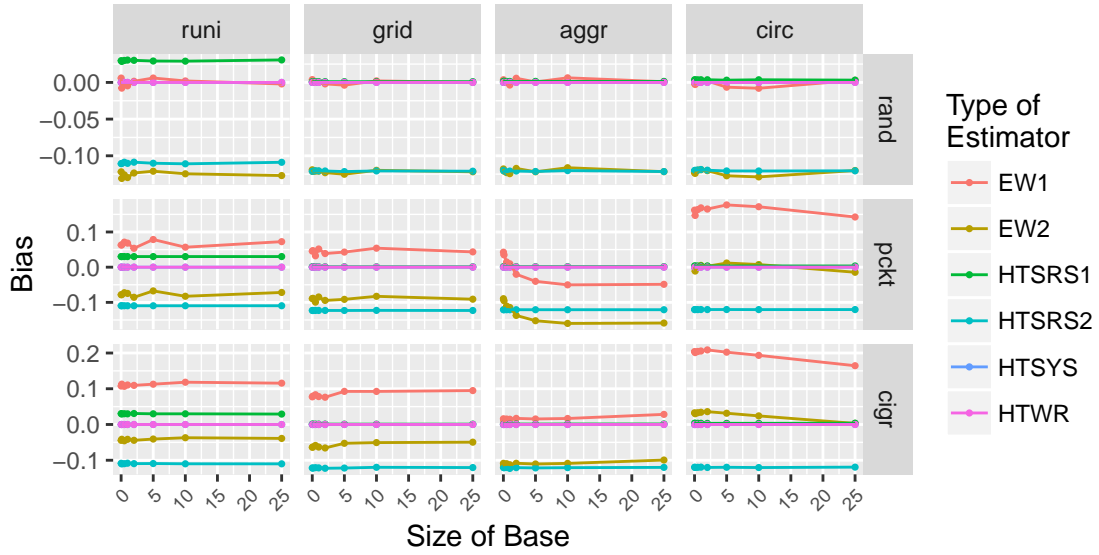 runi grid aggr circ
0.00
−0.05
−0.10
rand
0.1
0.0
−0.1
pckt
0.2
0.1
0.0
−0.1
cigr
0 5 10 15 20 25 0 5 10 15 20 25 0 5 10 15 20 25 0 5 10 15 20 25
Size of Base
Bias
Type of
Estimator
EW1
EW2
HTSRS1
HTSRS2
HTSYS
HTWR